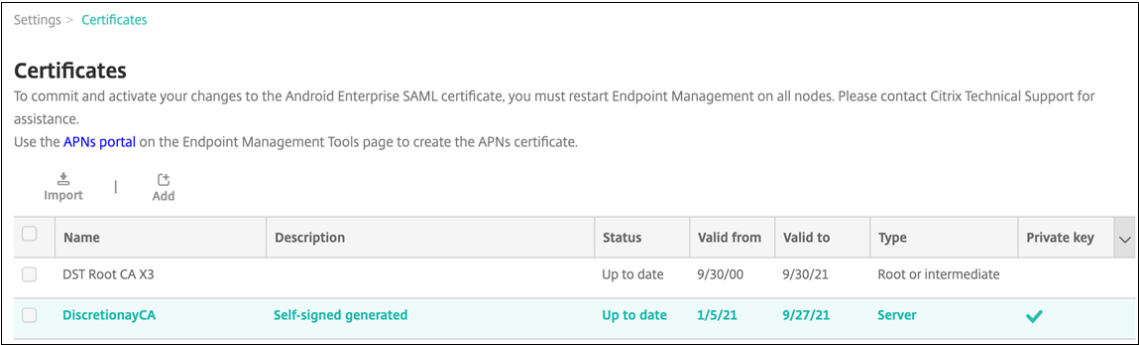 Settings > Certificates
Certificates
To commit and activate your changes to the Android Enterprise SAML certificate, you must restart Endpoint Management on all nodes. Please contact Citrix Technical Support for
assistance.
Use the APNs portal on the Endpoint Management Tools page to create the APNs certificate.
Import | Add
Name Description Status Valid from Valid to Type Private key
DST Root CA X3 Up to date 9/30/00 9/30/21 Root or intermediate
DiscretionayCA Self-signed generated Up to date 1/5/21 9/27/21 Server